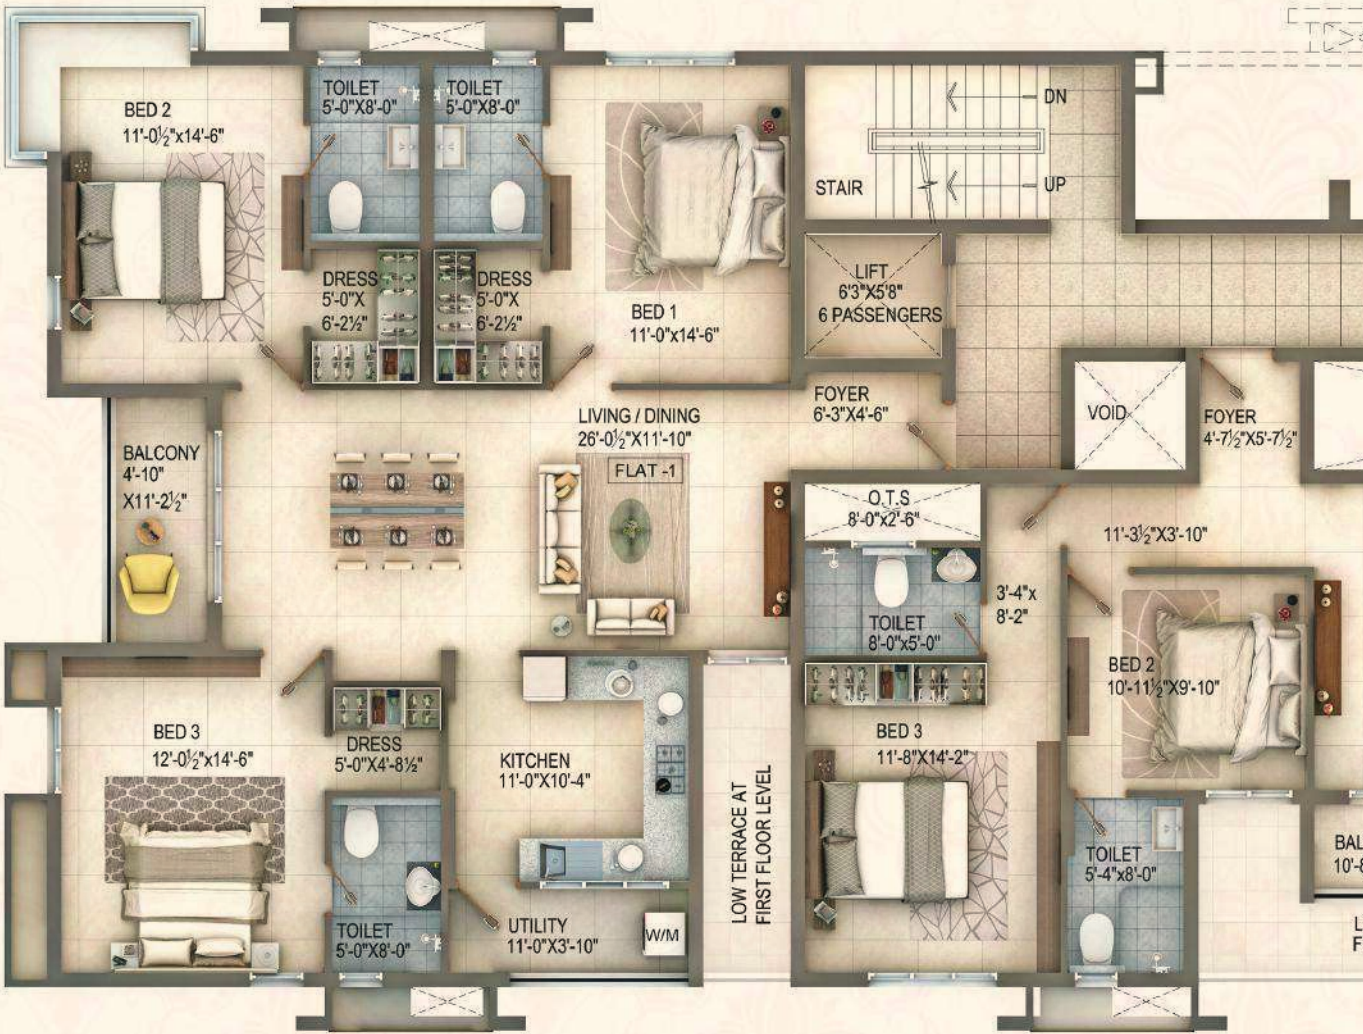 BED 2
11'-0½"x14'-6"
TOILET
5'-0"X8'-0"
TOILET
5'-0"X8'-0"
DRESS
5'-0"X
6'-2½"
DRESS
5'-0"X
6'-2½"
BED 1
11'-0"x14'-6"
STAIR
DN
UP
LIFT
6'3"X5'8"
6 PASSENGERS
FOYER
6'-3"X4'-6"
VOID
FOYER
4'-7½"X5'-7½"
BALCONY
4'-10"
X11'-2½"
LIVING / DINING
26'-0½"X11'-10"
FLAT -1
O.T.S
8'-0"x2'-6"
11'-3½"X3'-10"
TOILET
8'-0"x5'-0"
3'-4"x
8'-2"
BED 2
10'-11½"X9'-10"
BED 3
12'-0½"x14'-6"
DRESS
5'-0"X4'-8½"
KITCHEN
11'-0"X10'-4"
BED 3
11'-8"X14'-2"
LOW TERRACE AT
FIRST FLOOR LEVEL
TOILET
5'-4"x8'-0"
BAL
10'-8
TOILET
5'-0"X8'-0"
UTILITY
11'-0"X3'-10"
W/M
L
F